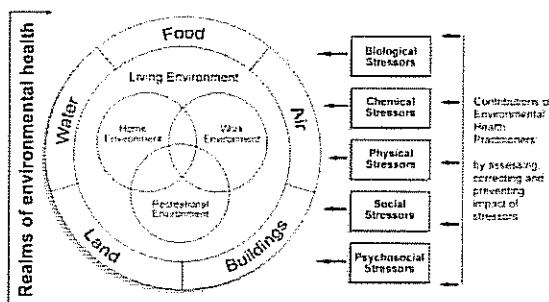 Realms of environmental health
Food
Water
Air
Land
Buildings
Living Environment
Home
Environment
Work
Environment
Recreational
Environment
Biological
Stressors
Chemical
Stressors
Physical
Stressors
Social
Stressors
Psychosocial
Stressors
Contributions of
Environmental
Health
Practitioners:
by assessing,
correcting and
preventing
impact of
stressors